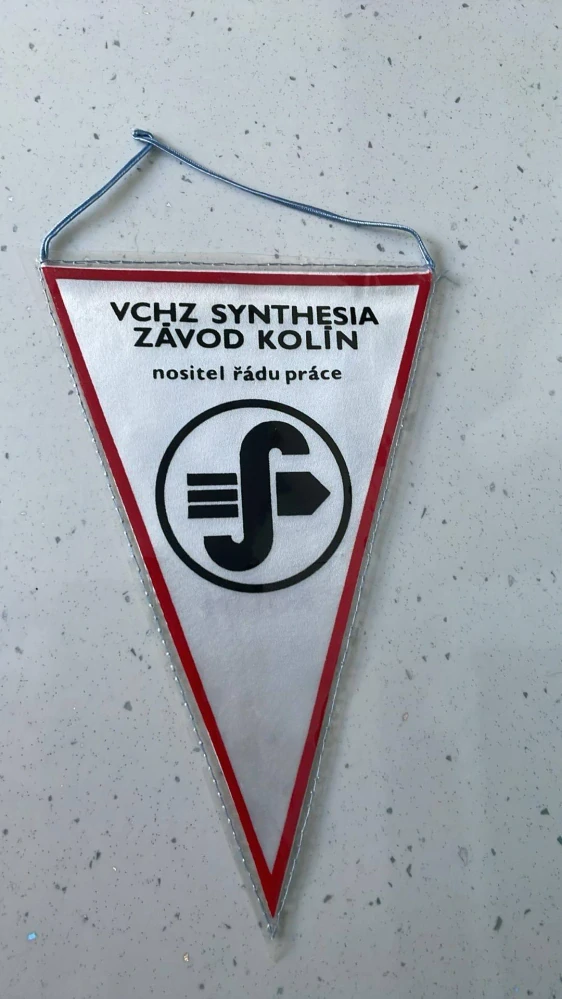 VCHZ SYNTHESIA
ZÁVOD KOLÍN
nositel řádu práce